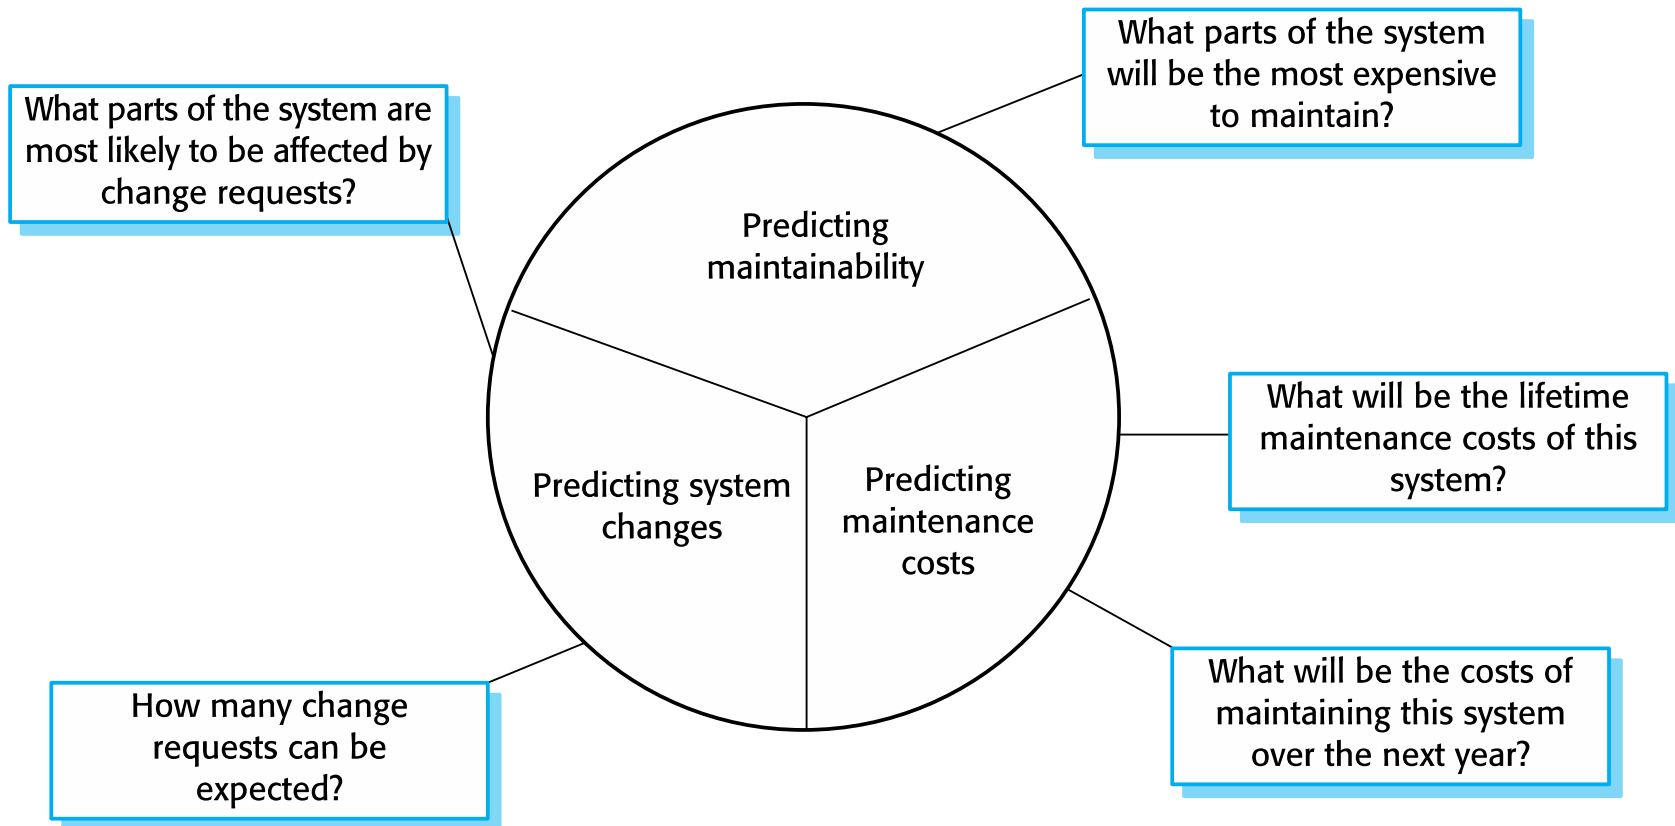 What parts of the system
will be the most expensive
to maintain?
What parts of the system are
most likely to be affected by
change requests?
Predicting
maintainability
What will be the lifetime
maintenance costs of this
system?
Predicting system
changes
Predicting
maintenance
costs
What will be the costs of
maintaining this system
over the next year?
How many change
requests can be
expected?